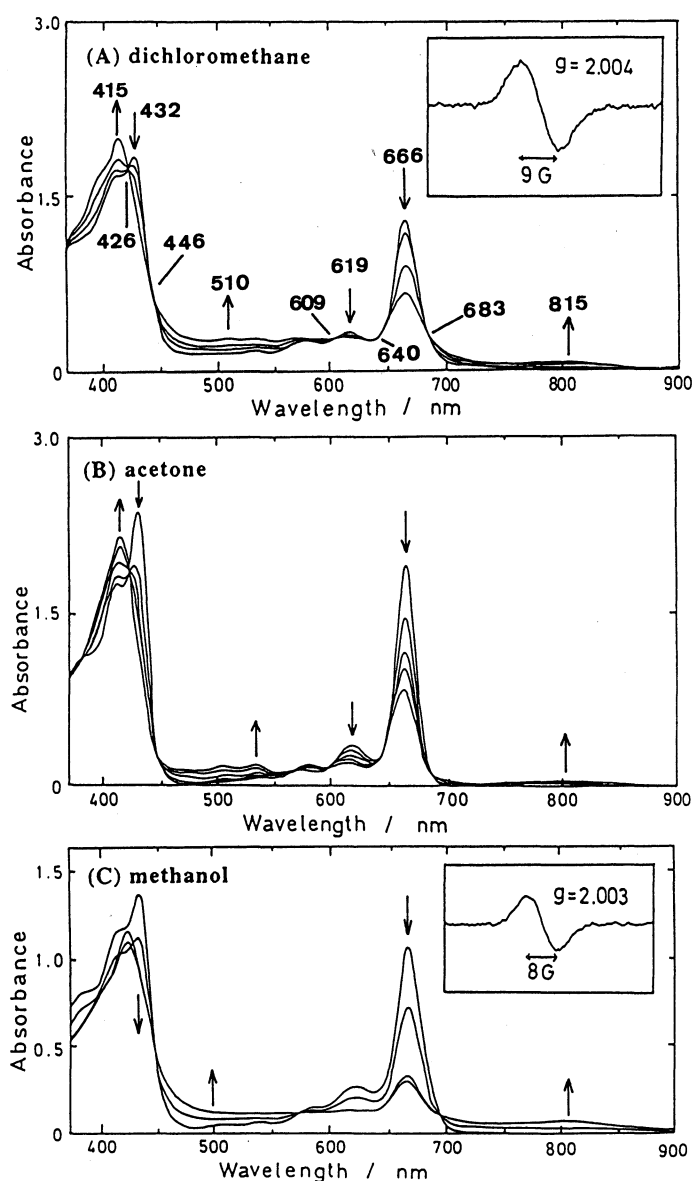 3.0
(A) dichloromethane
g=2.004
415
432
9 G
666
1.5
Absorbance
426
446
510
619
609
683
815
640
0
400 500 600 700 800 900
Wavelength / nm
3.0
(B) acetone
1.5
Absorbance
0
400 500 600 700 800 900
Wavelength / nm
1.5
(C) methanol
g=2.003
8G
1.0
Absorbance
0.5
0
400 500 600 700 800 900
Wavelength / nm